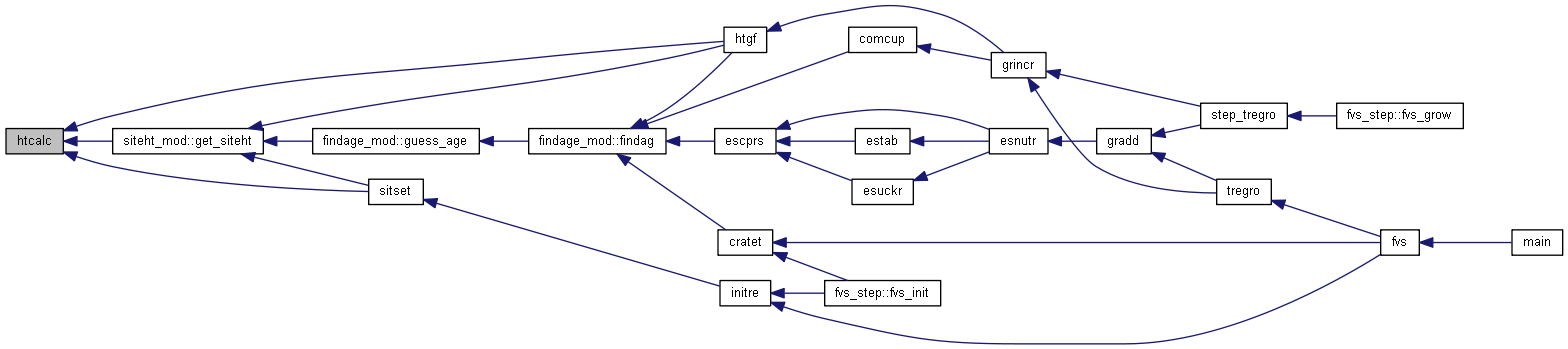 htcalc
siteht_mod::get_siteht
sitset
findage_mod::guess_age
findage_mod::findag
htgf
comcup
escprs
estab
esuckr
cratet
initre
fvs_step::fvs_init
grincr
esnutr
gradd
step_tregro
tregro
fvs_step::fvs_grow
fvs
main